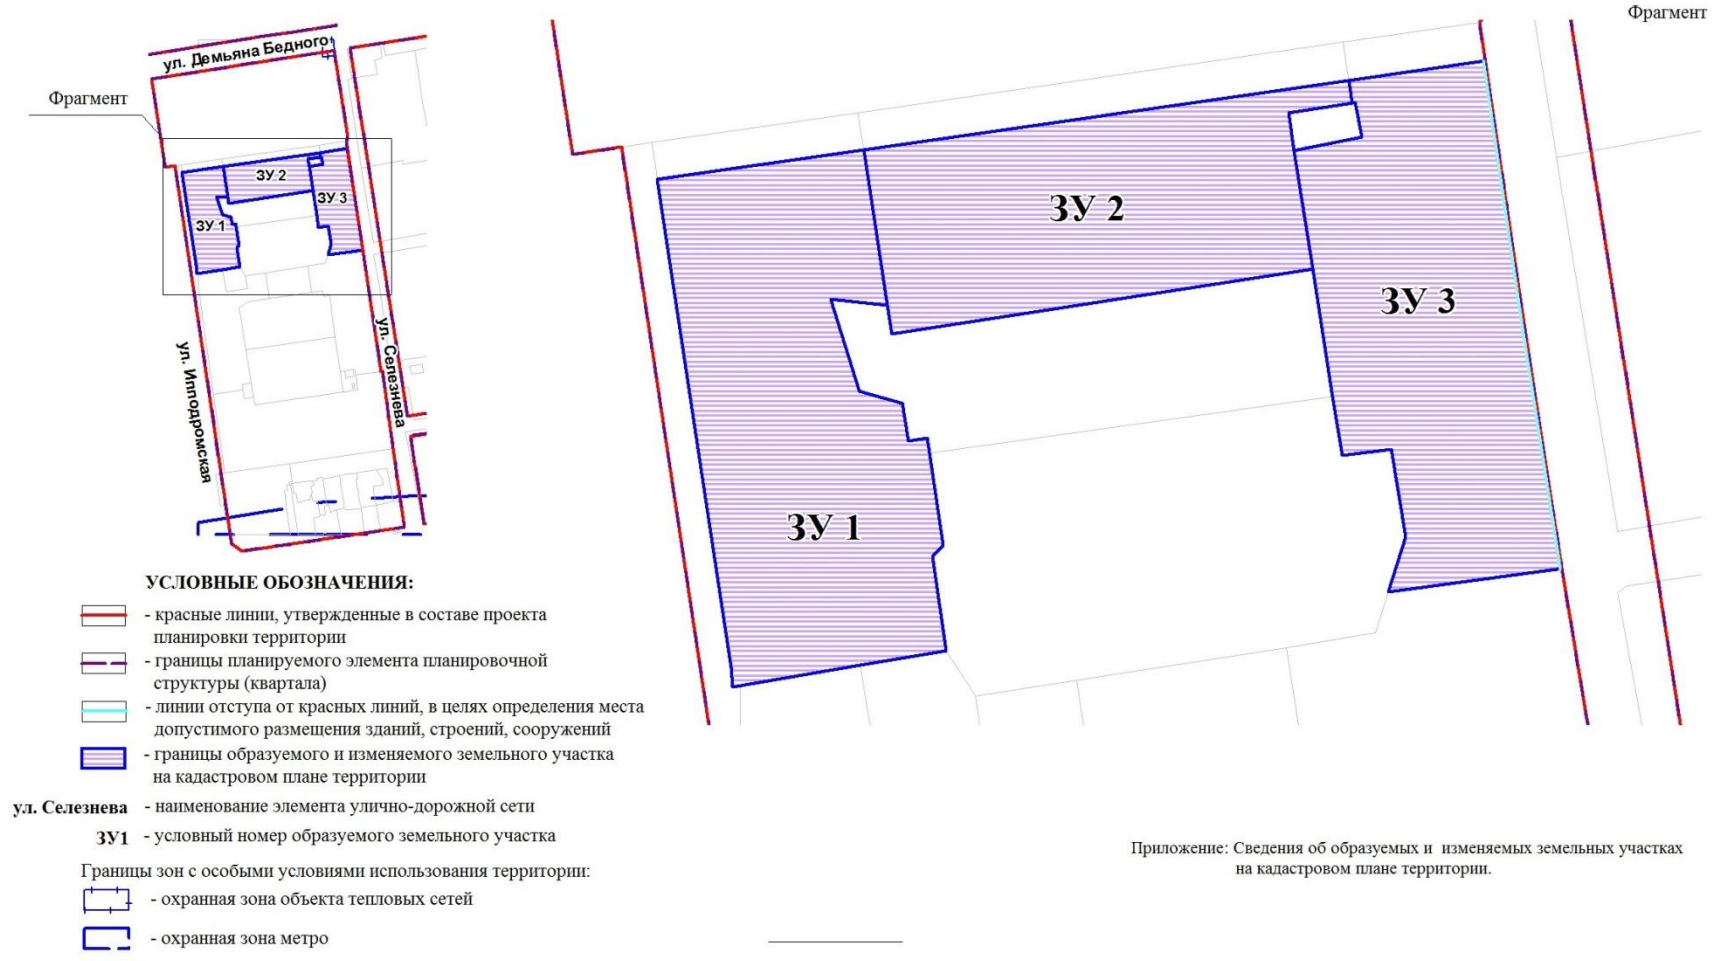 Фрагмент
ул. Демьяна Бедного
Фрагмент
ЗУ 2
ЗУ 3
ЗУ 1
ул. Селезнева
ул. Ипподромская
ЗУ 2
ЗУ 3
ЗУ 1
УСЛОВНЫЕ ОБОЗНАЧЕНИЯ:
- красные линии, утвержденные в составе проекта
планировки территории
- границы планируемого элемента планировочной
структуры (квартала)
- линии отступа от красных линий, в целях определения места
допустимого размещения зданий, строений, сооружений
- границы образуемого и изменяемого земельного участка
на кадастровом плане территории
ул. Селезнева - наименование элемента улично-дорожной сети
ЗУ1 - условный номер образуемого земельного участка
Границы зон с особыми условиями использования территории:
- охранная зона объекта тепловых сетей
- охранная зона метро
Приложение: Сведения об образуемых и изменяемых земельных участках
на кадастровом плане территории.